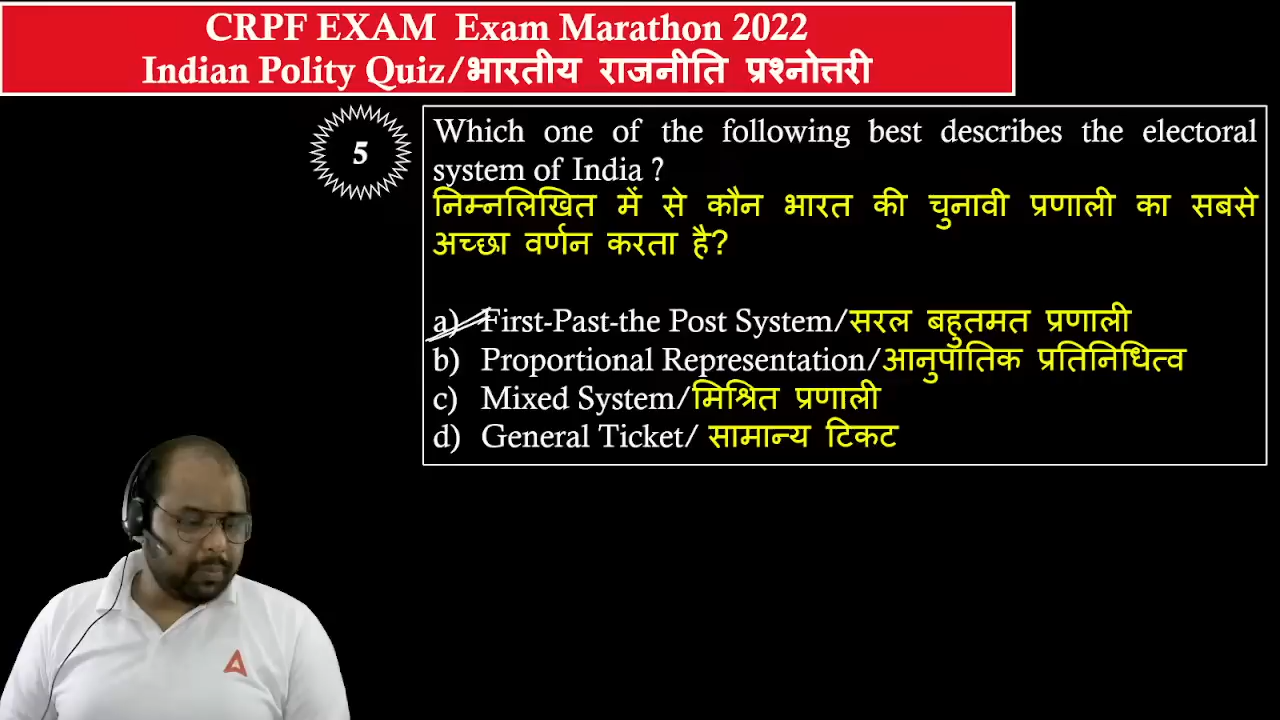 CRPF EXAM Exam Marathon 2022
Indian Polity Quiz/भारतीय राजनीति प्रश्नोत्तरी
5
Which one of the following best describes the electoral
system of India ?
निम्नलिखित में से कौन भारत की चुनावी प्रणाली का सबसे
अच्छा वर्णन करता है?
a) First-Past-the Post System/सरल बहुतमत प्रणाली
b) Proportional Representation/आनुपातिक प्रतिनिधित्व
c) Mixed System/मिश्रित प्रणाली
d) General Ticket/ सामान्य टिकट